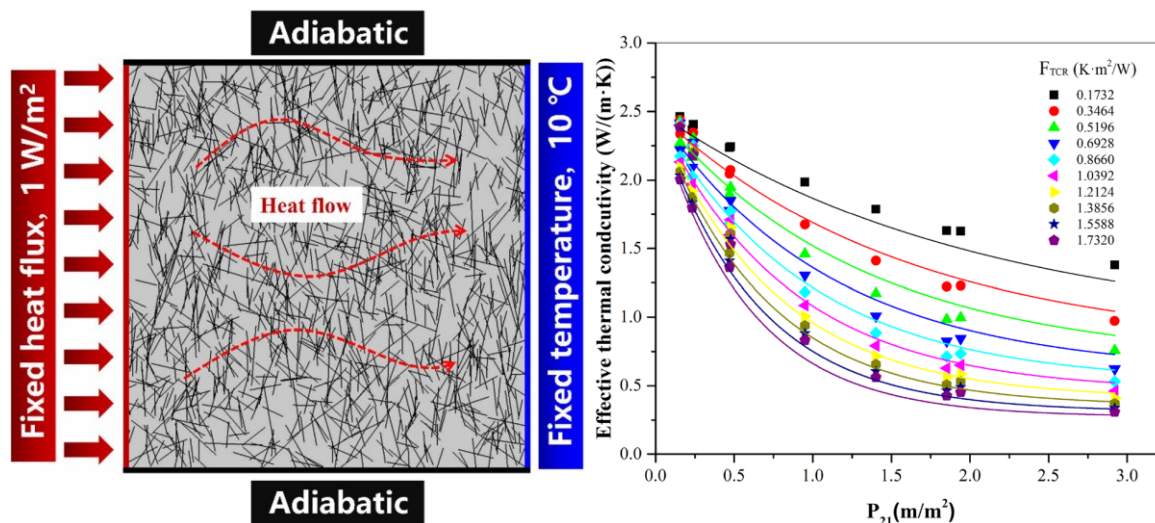 Adiabatic
Fixed heat flux, 1 W/m²
Heat flow
Fixed temperature, 10 ℃
Adiabatic
Effective thermal condcutivity (W/(m·K))
3.0
2.5
2.0
1.5
1.0
0.5
0.0
F_TCR (K·m²/W)
0.1732
0.3464
0.5196
0.6928
0.8660
1.0392
1.2124
1.3856
1.5588
1.7320
0.0 0.5 1.0 1.5 2.0 2.5 3.0
P₂₁(m/m²)